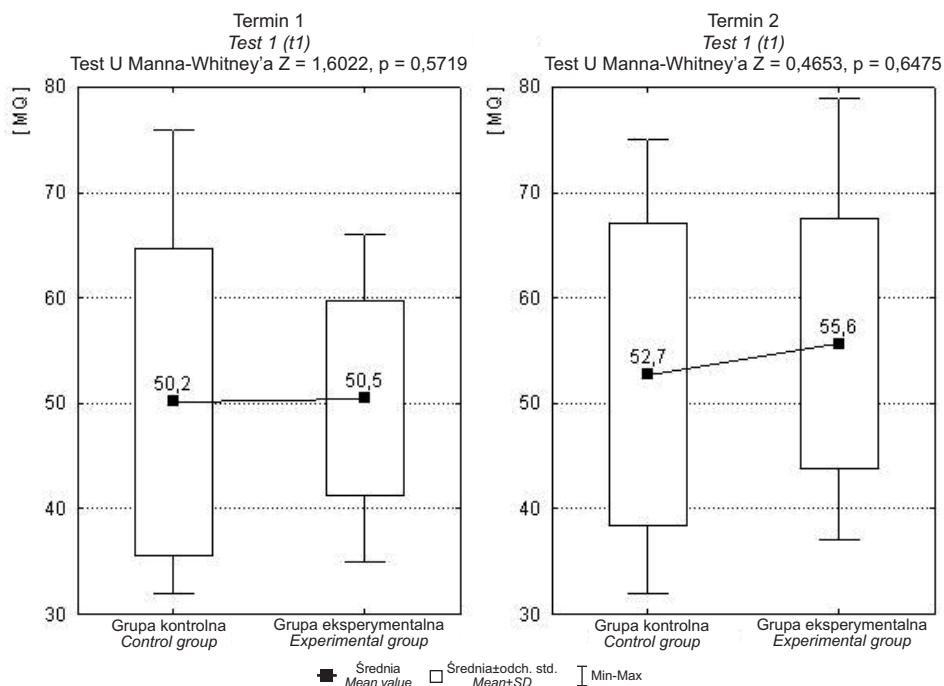 Termin 1
Test 1 (t1)
Test U Manna-Whitney’a Z = 1,6022, p = 0,5719
[MQ]
80
70
60
50
40
30
50,2
50,5
Grupa kontrolna
Control group
Grupa eksperymentalna
Experimental group
Termin 2
Test 1 (t1)
Test U Manna-Whitney’a Z = 0,4653, p = 0,6475
[MQ]
80
70
60
50
40
30
52,7
55,6
Grupa kontrolna
Control group
Grupa eksperymentalna
Experimental group
Średnia
Mean value
Średnia±odch. std.
Mean±SD
Min-Max